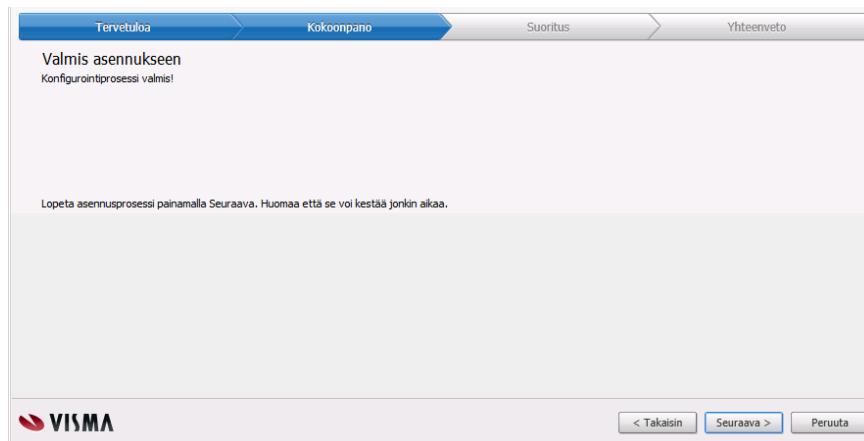 Tervetuloa
Kokoonpano
Suoritus
Yhteenveto
Valmis asennukseen
Konfigurointiprosessi valmis!
Lopeta asennusprosessi painamalla Seuraava. Huomaa että se voi kestää jonkin aikaa.
VISMA
< Takaisin
Seuraava >
Peruuta